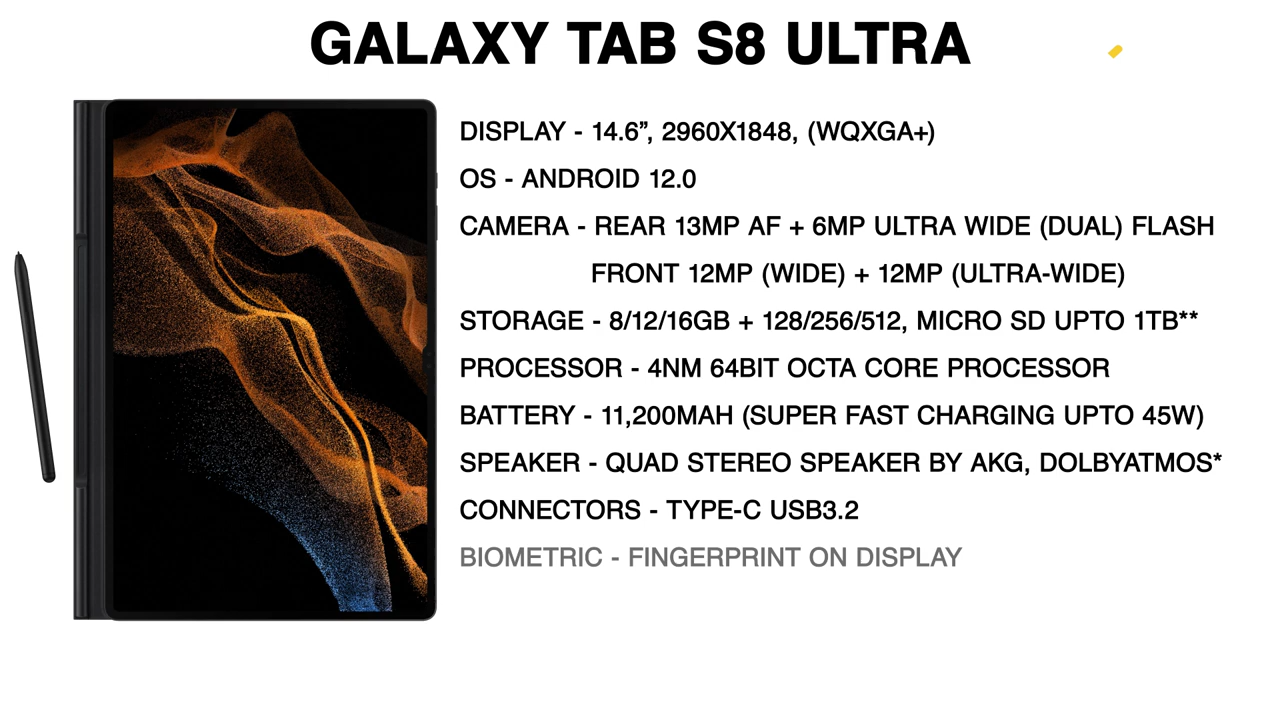 GALAXY TAB S8 ULTRA
DISPLAY - 14.6”, 2960X1848, (WQXGA+)
OS - ANDROID 12.0
CAMERA - REAR 13MP AF + 6MP ULTRA WIDE (DUAL) FLASH
FRONT 12MP (WIDE) + 12MP (ULTRA-WIDE)
STORAGE - 8/12/16GB + 128/256/512, MICRO SD UPTO 1TB**
PROCESSOR - 4NM 64BIT OCTA CORE PROCESSOR
BATTERY - 11,200MAH (SUPER FAST CHARGING UPTO 45W)
SPEAKER - QUAD STEREO SPEAKER BY AKG, DOLBYATMOS*
CONNECTORS - TYPE-C USB3.2
BIOMETRIC - FINGERPRINT ON DISPLAY